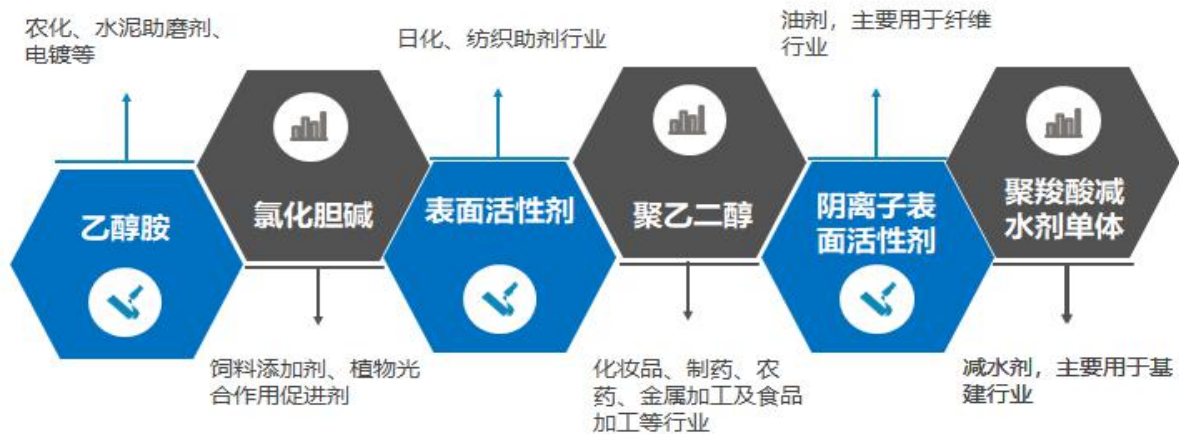 农化、水泥助磨剂、
电镀等
日化、纺织助剂行业
油剂，主要用于纤维
行业
乙醇胺
氯化胆碱
表面活性剂
聚乙二醇
阴离子表
面活性剂
聚羧酸减
水剂单体
饲料添加剂、植物光
合作用促进剂
化妆品、制药、农
药、金属加工及食品
加工等行业
减水剂，主要用于基
建行业